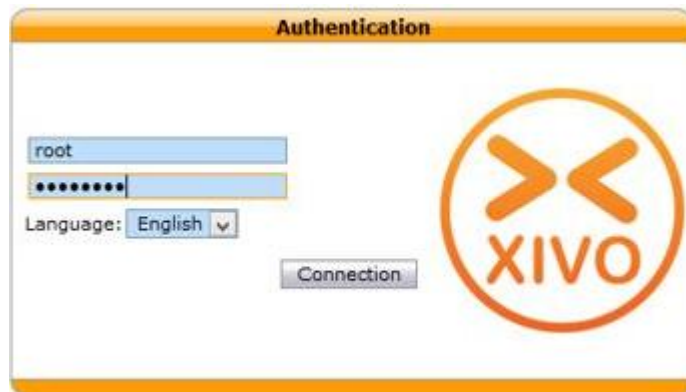 Authentication
root
••••••••
Language: English
Connection
XIVO